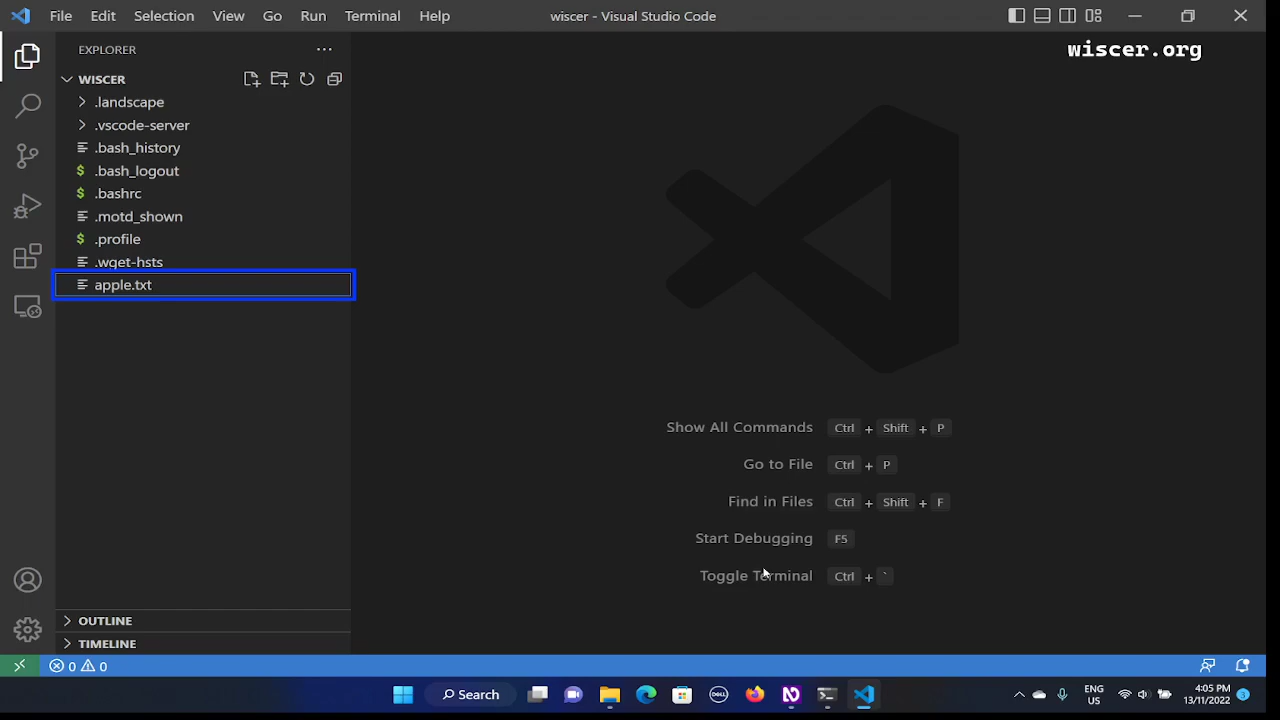 File Edit Selection View Go Run Terminal Help
wiscer - Visual Studio Code
wiscer.org
EXPLORER
WISCER
.landscape
.vscode-server
.bash_history
$ .bash_logout
$ .bashrc
.motd_shown
$ .profile
.wget-hsts
apple.txt
Show All Commands Ctrl + Shift + P
Go to File Ctrl + P
Find in Files Ctrl + Shift + F
Start Debugging F5
Toggle Terminal Ctrl + `
OUTLINE
TIMELINE
0 0
Search
DELL
ENG
US
4:05 PM
13/11/2022
3